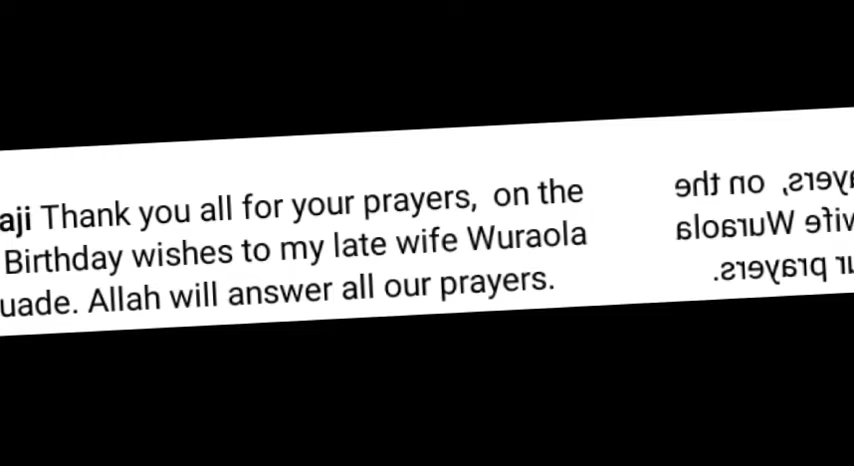 aji Thank you all for your prayers, on the
Birthday wishes to my late wife Wuraola
uade. Allah will answer all our prayers.